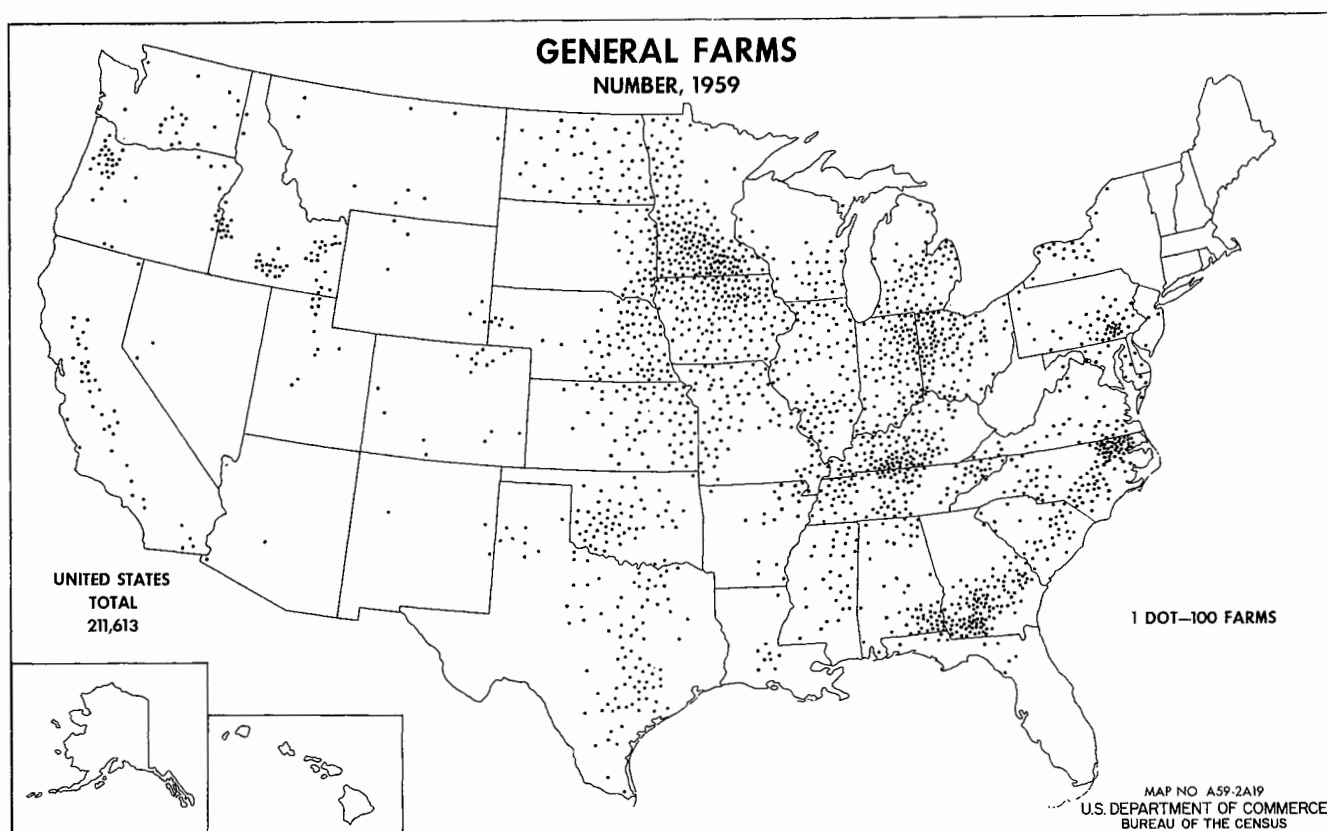 GENERAL FARMS
NUMBER, 1959
UNITED STATES
TOTAL
211,613
1 DOT—100 FARMS
MAP NO A59-2A19
U.S. DEPARTMENT OF COMMERCE
BUREAU OF THE CENSUS